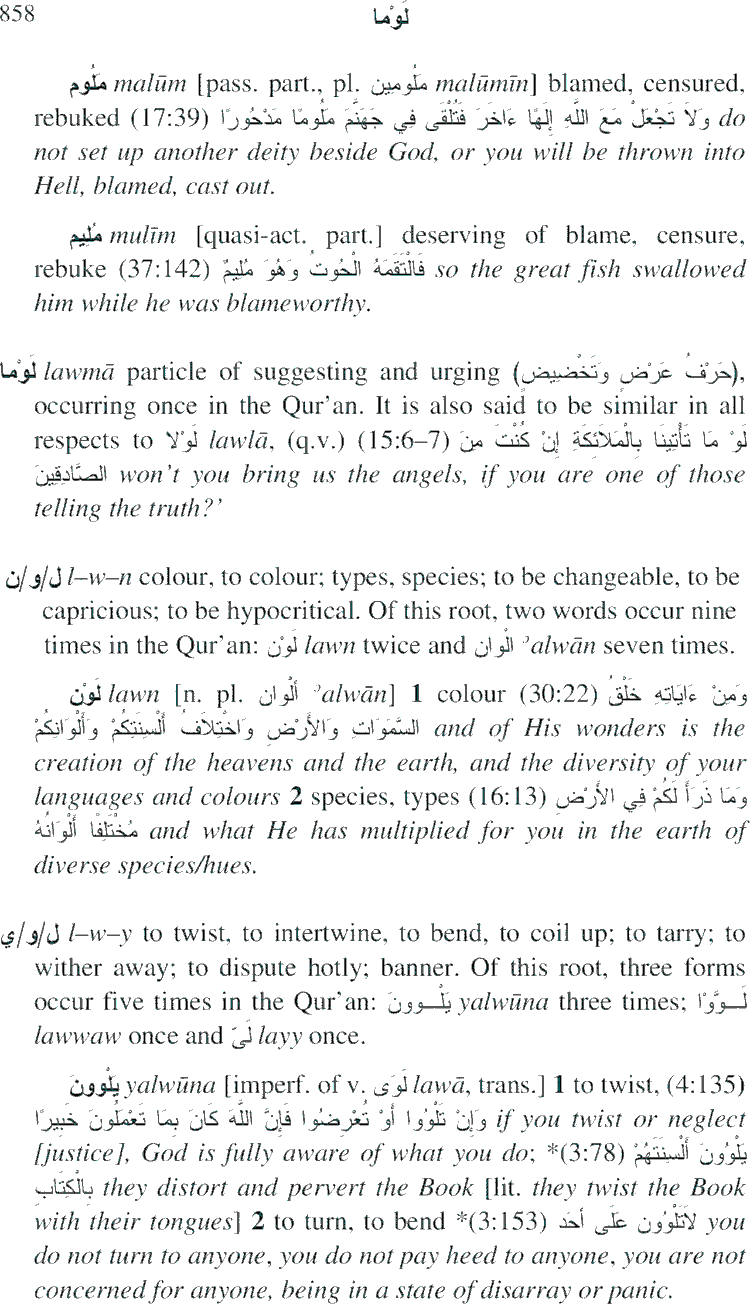 858 لَوْما
مَلُوم malūm [pass. part., pl. مَلُومِين malūmīn] blamed, censured,
rebuked (17:39) وَلَا تَجْعَلْ مَعَ اللَّهِ إِلَهًا ءَاخَرَ فَتُلْقَى فِي جَهَنَّمَ مَلُومًا مَدْحُورًا do
not set up another deity beside God, or you will be thrown into
Hell, blamed, cast out.
مُلِيم mulīm [quasi-act. part.] deserving of blame, censure,
rebuke (37:142) فَالْتَقَمَهُ الْحُوتُ وَهُوَ مُلِيمٌ so the great fish swallowed
him while he was blameworthy.
لَوْما lawmā particle of suggesting and urging (حَرْفُ عَرْضٍ وتَحْضيضٍ),
occurring once in the Qur'an. It is also said to be similar in all
respects to لَوْلا lawlā, (q.v.) (15:6–7) لَوْ مَا تَأْتِينَا بِالْمَلَائِكَةِ إِنْ كُنْتَ مِنَ
الصَّادِقِينَ won't you bring us the angels, if you are one of those
telling the truth?'
ل/و/ن l–w–n colour, to colour; types, species; to be changeable, to be
capricious; to be hypocritical. Of this root, two words occur nine
times in the Qur'an: لَوْن lawn twice and أَلْوان ʾalwān seven times.
لَوْن lawn [n. pl. أَلْوان ʾalwān] 1 colour (30:22) وَمِنْ ءَايَاتِهِ خَلْقُ
السَّمَوَاتِ وَالأَرْضِ وَاخْتِلَافُ أَلْسِنَتِكُمْ وَأَلْوَانِكُمْ and of His wonders is the
creation of the heavens and the earth, and the diversity of your
languages and colours 2 species, types (16:13) وَمَا ذَرَأَ لَكُمْ فِي الأَرْضِ
مُخْتَلِفًا أَلْوَانُهُ and what He has multiplied for you in the earth of
diverse species/hues.
ل/و/ي l–w–y to twist, to intertwine, to bend, to coil up; to tarry; to
wither away; to dispute hotly; banner. Of this root, three forms
occur five times in the Qur'an: يَلْــوونَ yalwūna three times; لَــوَّوْا
lawwaw once and لَيّ layy once.
يَلْوونَ yalwūna [imperf. of v. لَوَى lawā, trans.] 1 to twist, (4:135)
وَإِنْ تَلْوُوا أَوْ تُعْرِضُوا فَإِنَّ اللَّهَ كَانَ بِمَا تَعْمَلُونَ خَبِيرًا if you twist or neglect
[justice], God is fully aware of what you do; *(3:78) يَلْوُونَ أَلْسِنَتَهُمْ
بِالْكِتَابِ they distort and pervert the Book [lit. they twist the Book
with their tongues] 2 to turn, to bend *(3:153) لَاتَلْوُونَ عَلَى أَحَدٍ you
do not turn to anyone, you do not pay heed to anyone, you are not
concerned for anyone, being in a state of disarray or panic.